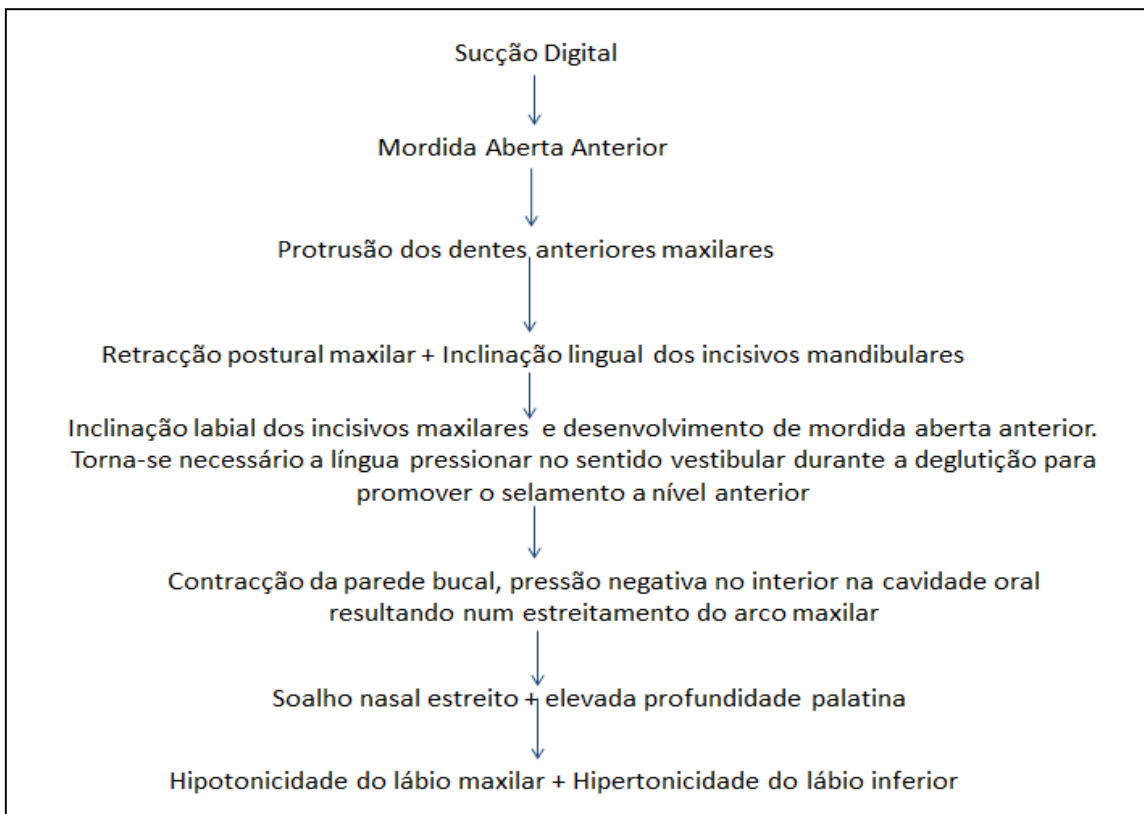 Sucção Digital
Mordida Aberta Anterior
Protrusão dos dentes anteriores maxilares
Retracção postural maxilar + Inclinação lingual dos incisivos mandibulares
Inclinação labial dos incisivos maxilares e desenvolvimento de mordida aberta anterior.
Torna-se necessário a língua pressionar no sentido vestibular durante a deglutição para
promover o selamento a nível anterior
Contracção da parede bucal, pressão negativa no interior na cavidade oral
resultando num estreitamento do arco maxilar
Soalho nasal estreito + elevada profundidade palatina
Hipotonicidade do lábio maxilar + Hipertonicidade do lábio inferior